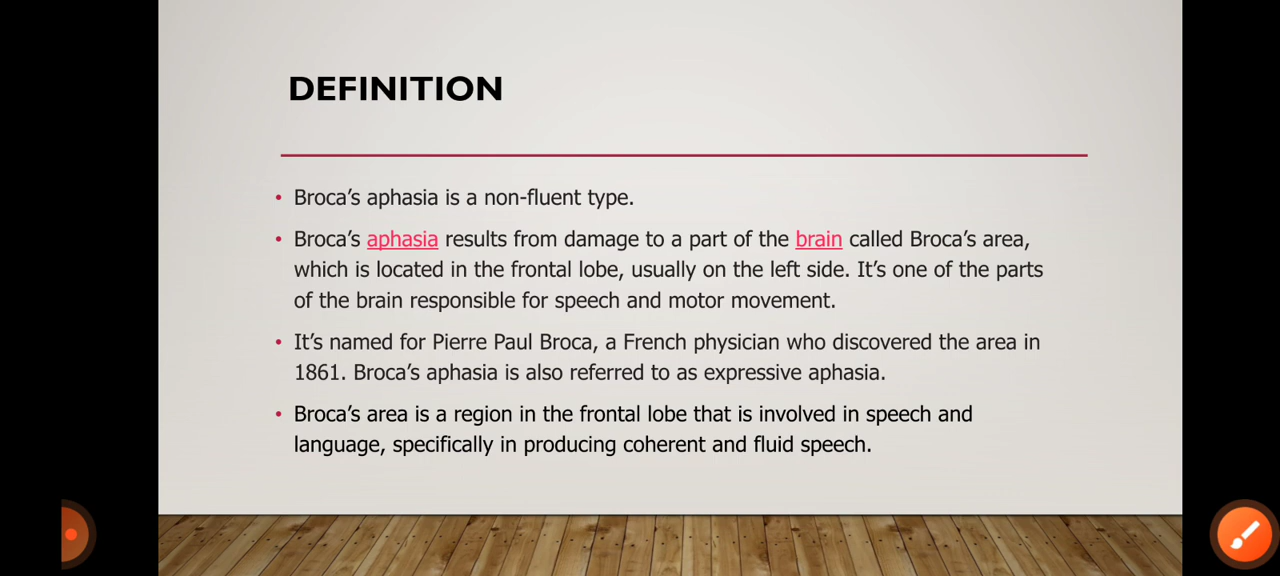 DEFINITION
• Broca's aphasia is a non-fluent type.
• Broca's aphasia results from damage to a part of the brain called Broca's area,
which is located in the frontal lobe, usually on the left side. It's one of the parts
of the brain responsible for speech and motor movement.
• It's named for Pierre Paul Broca, a French physician who discovered the area in
1861. Broca's aphasia is also referred to as expressive aphasia.
• Broca's area is a region in the frontal lobe that is involved in speech and
language, specifically in producing coherent and fluid speech.